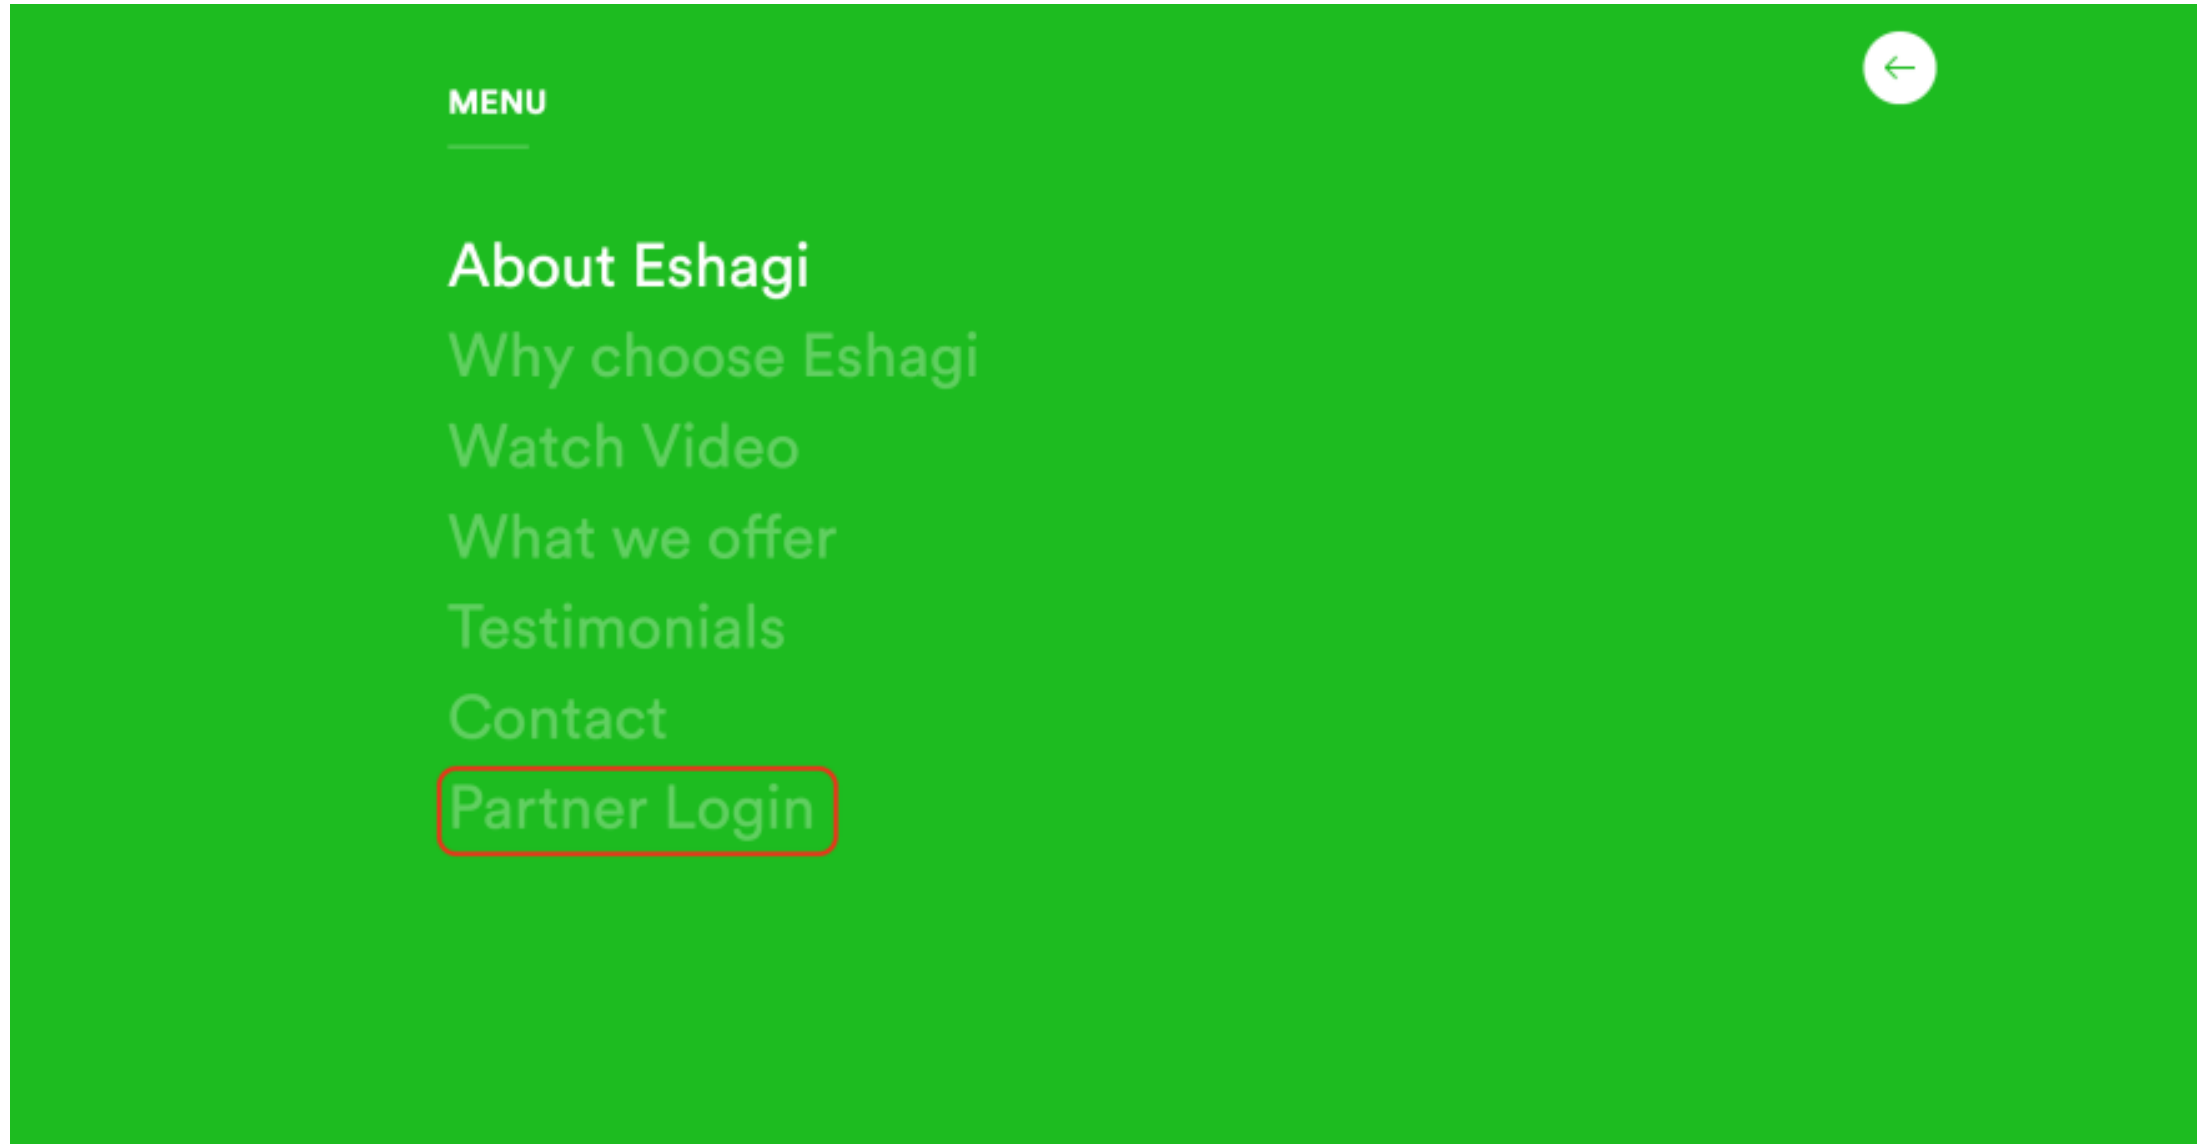 MENU
About Eshagi
Why choose Eshagi
Watch Video
What we offer
Testimonials
Contact
Partner Login